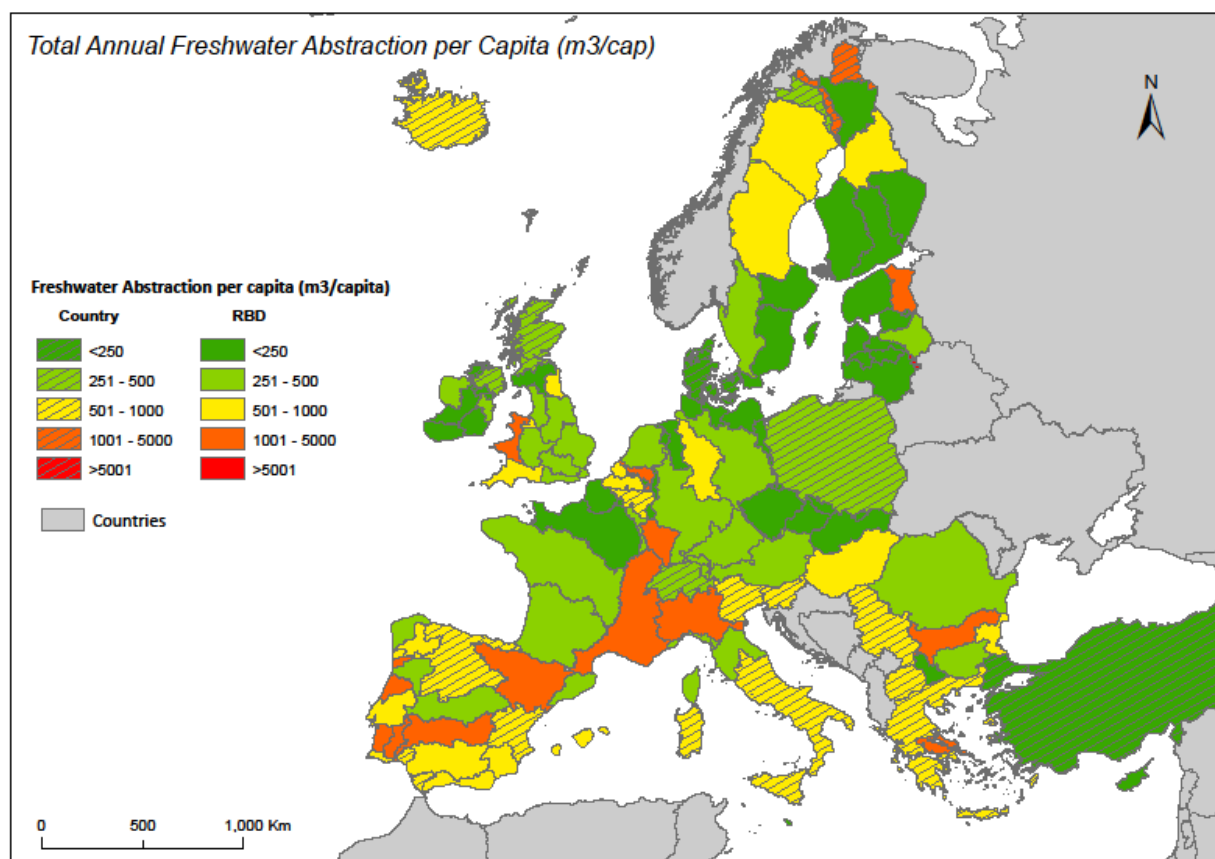 Total Annual Freshwater Abstraction per Capita (m3/cap)
N
Freshwater Abstraction per capita (m3/capita)
Country RBD
<250 <250
251 - 500 251 - 500
501 - 1000 501 - 1000
1001 - 5000 1001 - 5000
>5001 >5001
Countries
0 500 1,000 Km